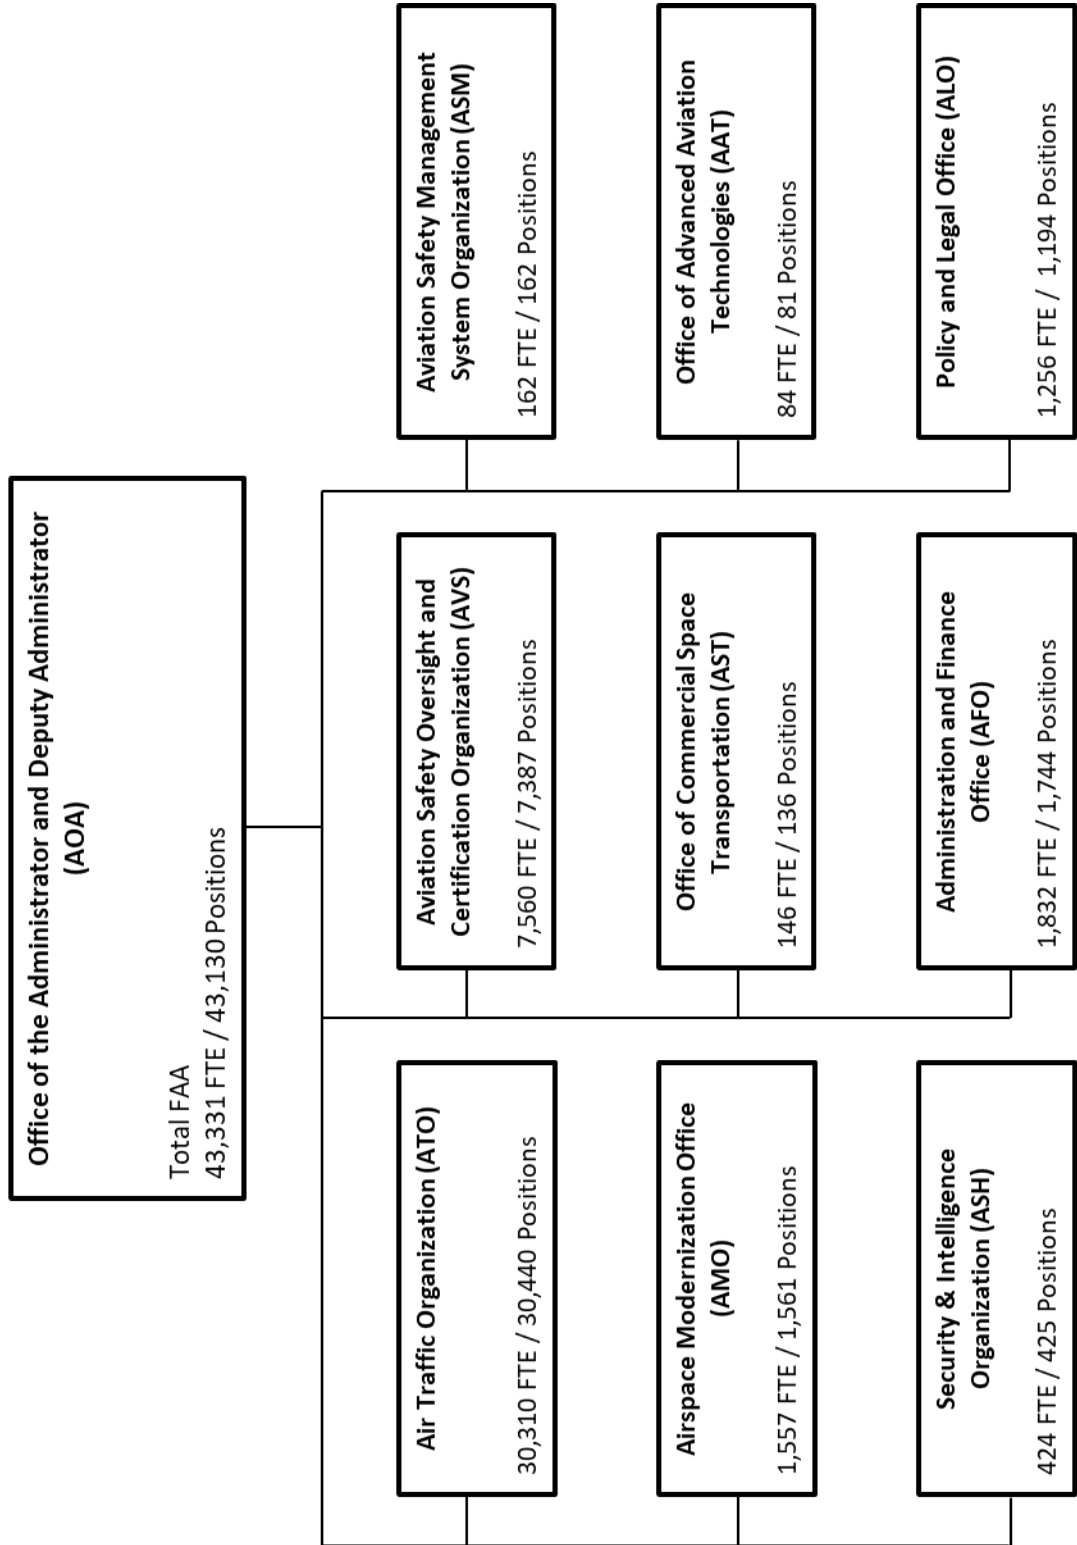 Office of the Administrator and Deputy Administrator
(AOA)
Total FAA
43,331 FTE / 43,130 Positions
Air Traffic Organization (ATO)
30,310 FTE / 30,440 Positions
Aviation Safety Oversight and
Certification Organization (AVS)
7,560 FTE / 7,387 Positions
Aviation Safety Management
System Organization (ASM)
162 FTE / 162 Positions
Airspace Modernization Office
(AMO)
1,557 FTE / 1,561 Positions
Office of Commercial Space
Transportation (AST)
146 FTE / 136 Positions
Office of Advanced Aviation
Technologies (AAT)
84 FTE / 81 Positions
Security & Intelligence
Organization (ASH)
424 FTE / 425 Positions
Administration and Finance
Office (AFO)
1,832 FTE / 1,744 Positions
Policy and Legal Office (ALO)
1,256 FTE / 1,194 Positions